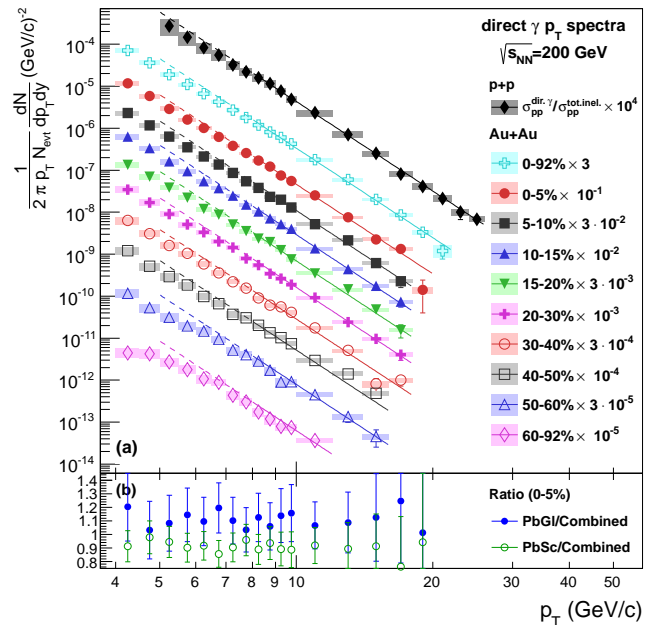 direct γ p_T spectra
√s_NN=200 GeV
p+p
σ_pp^dir. γ/σ_pp^tot.inel. × 10^4
Au+Au
0-92% × 3
0-5% × 10^-1
5-10% × 3 · 10^-2
10-15% × 10^-2
15-20% × 3 · 10^-3
20-30% × 10^-3
30-40% × 3 · 10^-4
40-50% × 10^-4
50-60% × 3 · 10^-5
60-92% × 10^-5
1/(2 π p_T N_evt) dN/(dp_T dy) (GeV/c)^-2
10^-4
10^-5
10^-6
10^-7
10^-8
10^-9
10^-10
10^-11
10^-12
10^-13
10^-14
(a)
(b)
Ratio (0-5%)
PbGl/Combined
PbSc/Combined
1.4
1.3
1.2
1.1
1
0.9
0.8
4 5 6 7 8 9 10 20 30 40 50
p_T (GeV/c)